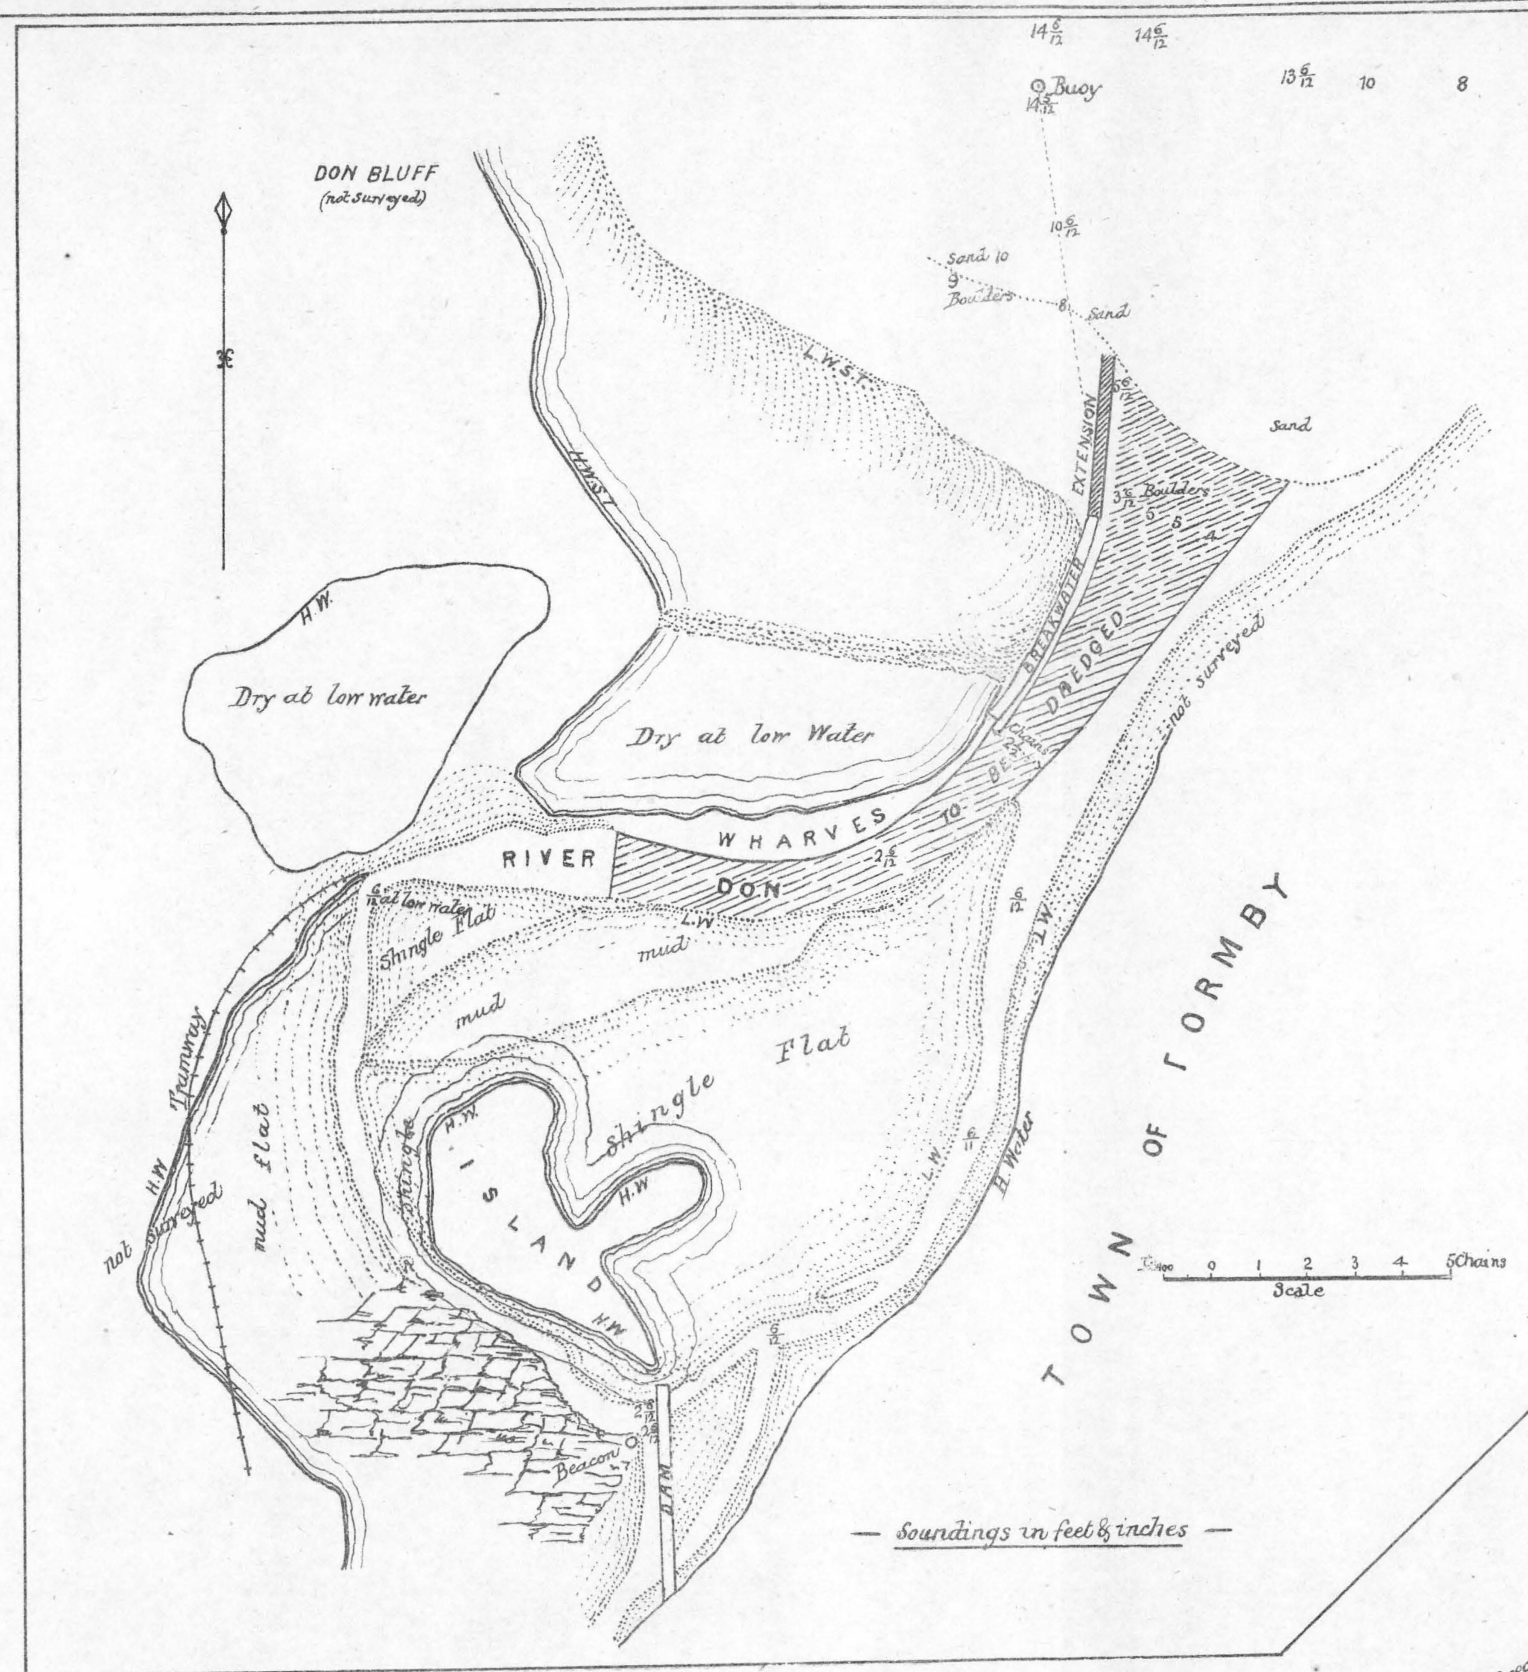 14 6/12
14 6/12
Buoy
14 5/12
13 6/12
10
8
DON BLUFF
(not surveyed)
10 6/12
Sand 10
9
Boulders
8
Sand
L.W.S.T.
5 6/12
Sand
EXTENSION
H.W.S.T.
3 6/12 Boulders
5
5
4
BREAKWATER
H.W.
Dry at low water
Dry at low Water
not surveyed
WHARVES
RIVER DON
TO BE DREDGED
2 6/12
6/12 at low water
Shingle Flat
L.W
mud
mud
6/12
L.W
Tramway
Shingle Flat
mud flat
Shingle
H.W.
H.W
ISLAND
H.W
L.W.
6/11
H. Water
H.W
not surveyed
TOWN OF FORMBY
0 1 2 3 4 5 Chains
Scale
6/12
2 8/12
Beacon
DAM
— Soundings in feet & inches —